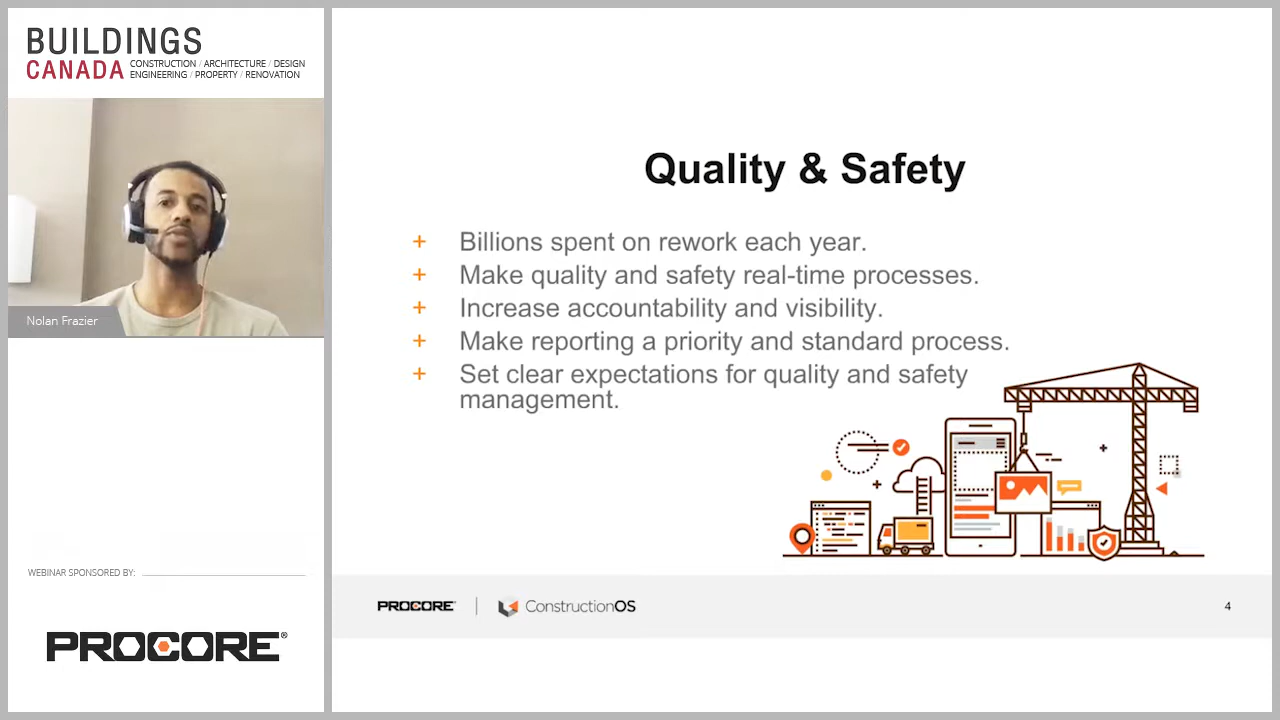 BUILDINGS
CANADA
CONSTRUCTION / ARCHITECTURE / DESIGN
ENGINEERING / PROPERTY / RENOVATION
Nolan Frazier
WEBINAR SPONSORED BY:
PROCORE®
Quality & Safety
+ Billions spent on rework each year.
+ Make quality and safety real-time processes.
+ Increase accountability and visibility.
+ Make reporting a priority and standard process.
+ Set clear expectations for quality and safety
management.
PROCORE | ConstructionOS
4